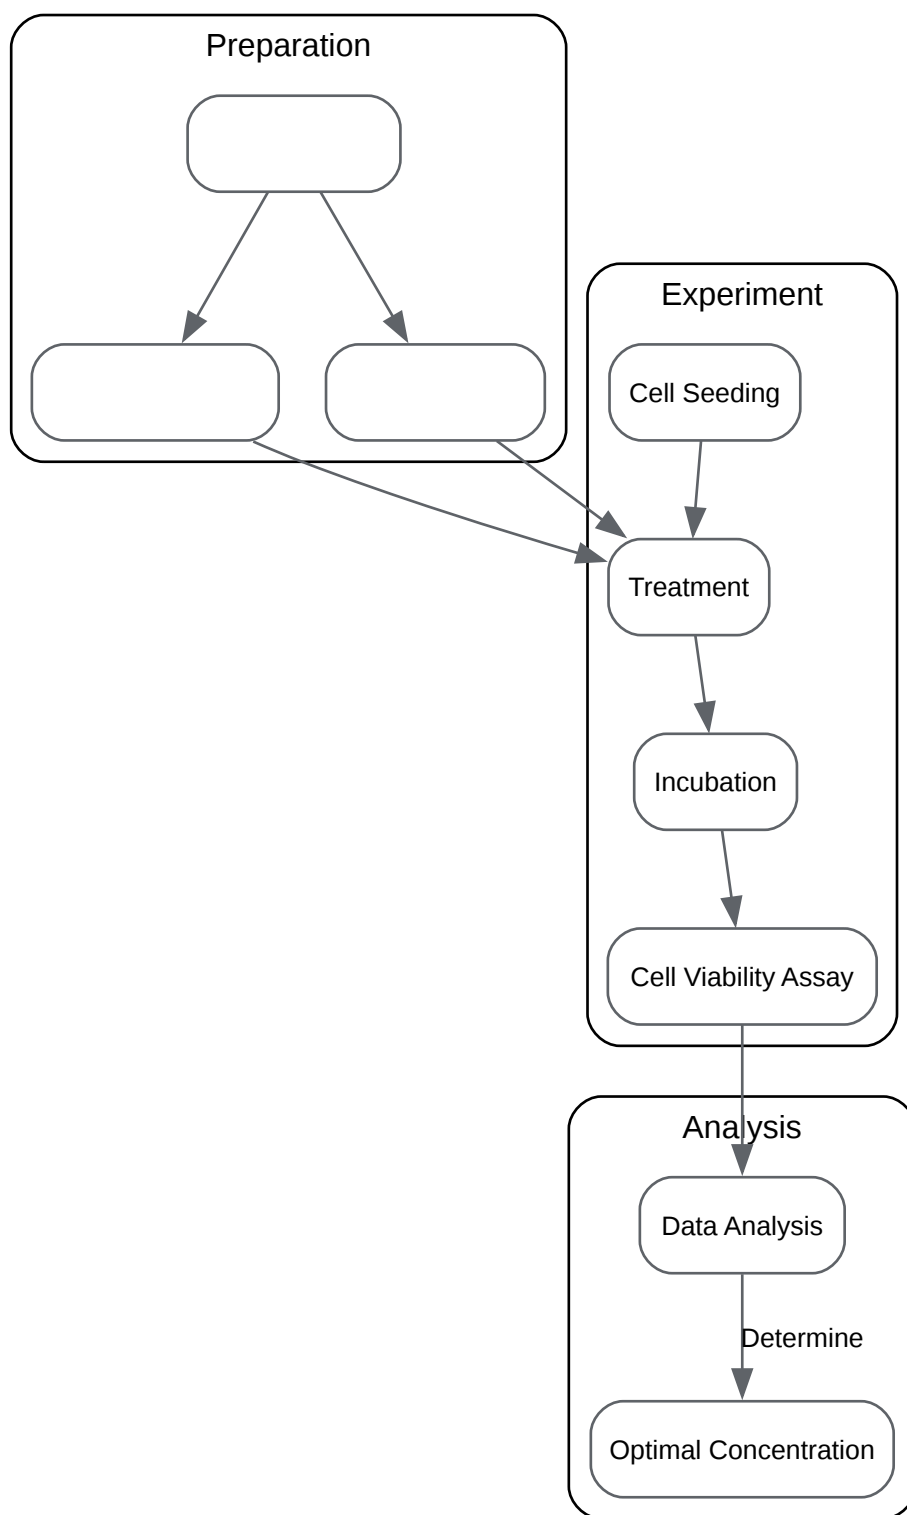 Preparation
Experiment
Cell Seeding
Treatment
Incubation
Cell Viability Assay
Analysis
Data Analysis
Determine
Optimal Concentration